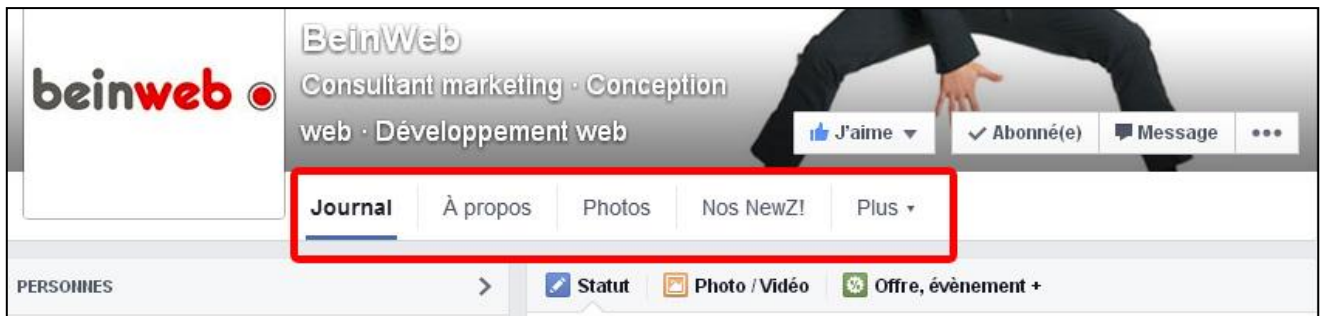 beinweb
BeinWeb
Consultant marketing · Conception
web · Développement web
J'aime
Abonné(e)
Message
Journal À propos Photos Nos NewZ! Plus
PERSONNES
Statut Photo / Vidéo Offre, évènement +